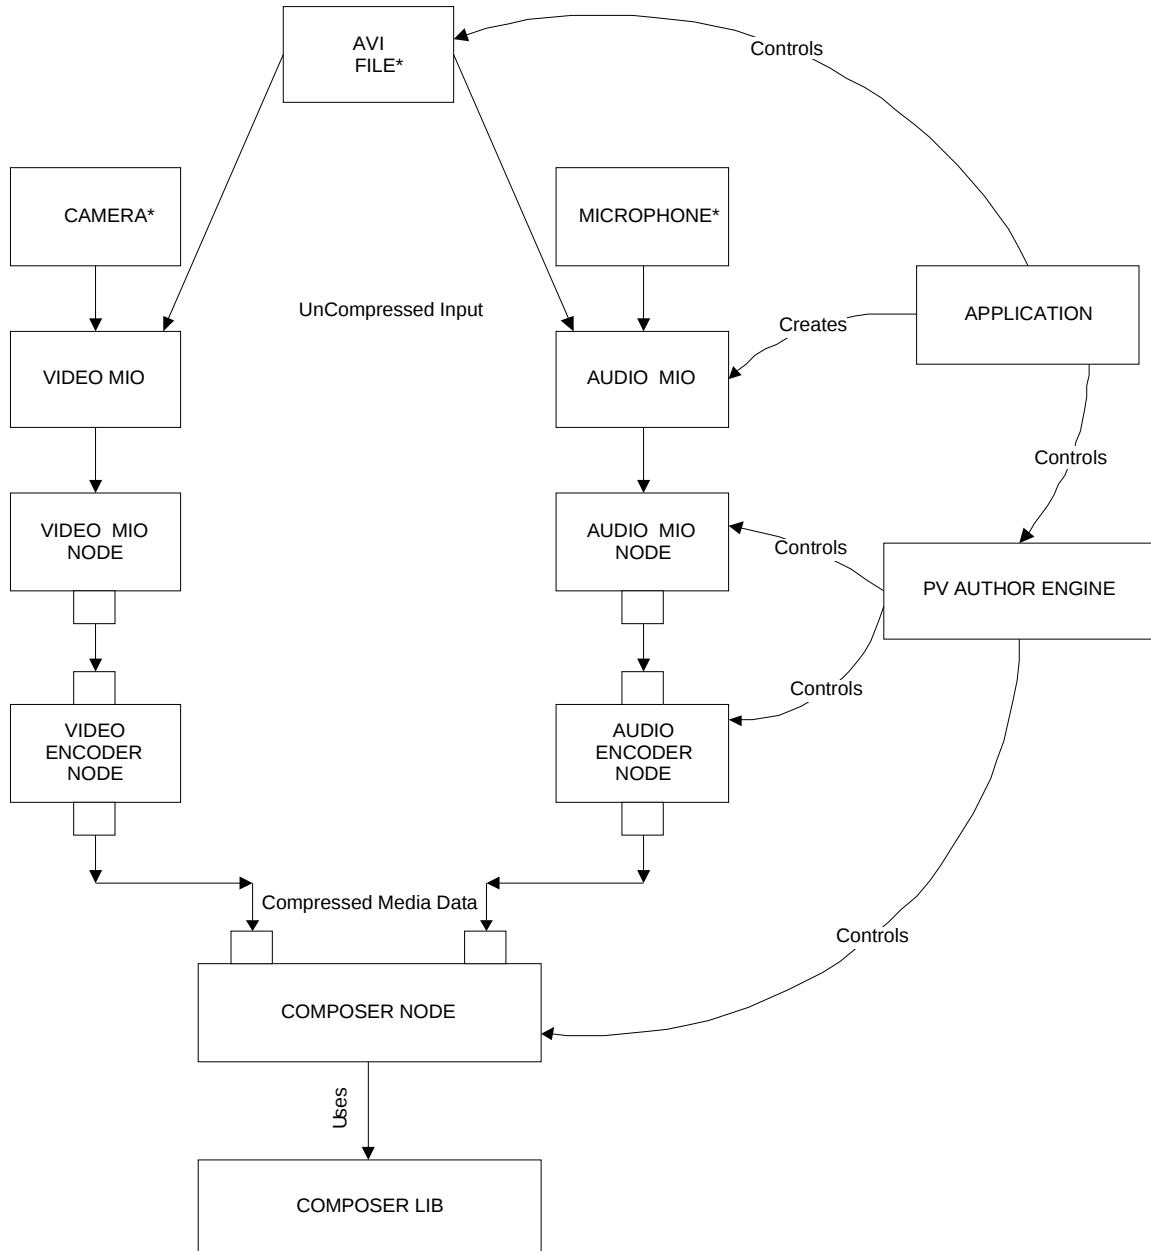 AVI
FILE*
Controls
CAMERA*
MICROPHONE*
UnCompressed Input
Creates
APPLICATION
VIDEO MIO
AUDIO  MIO
Controls
VIDEO  MIO
NODE
AUDIO  MIO
NODE
Controls
PV AUTHOR ENGINE
Controls
VIDEO
ENCODER
NODE
AUDIO
ENCODER
NODE
Compressed Media Data
Controls
COMPOSER NODE
Uses
COMPOSER LIB